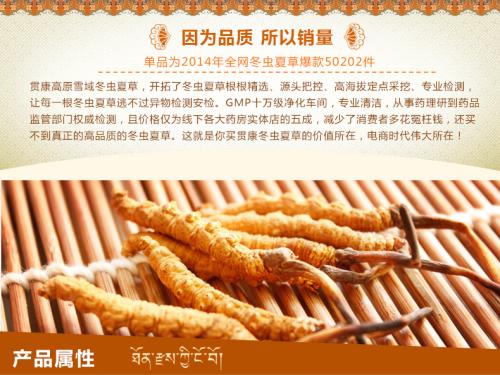 因为品质 所以销量
单品为2014年全网冬虫夏草爆款50202件
贯康高原雪域冬虫夏草，开拓了冬虫夏草根根精选、源头把控、高海拔定点采挖、专业检测，
让每一根冬虫夏草逃不过异物检测安检。GMP十万级净化车间，专业清洁，从事药理研到药品
监管部门权威检测，且价格仅为线下各大药房实体店的五成，减少了消费者多花冤枉钱，还买
不到真正的高品质的冬虫夏草。这就是你买贯康冬虫夏草的价值所在，电商时代伟大所在！
产品属性 ཐོན་རྫས་ཀྱི་ངོ་བོ།